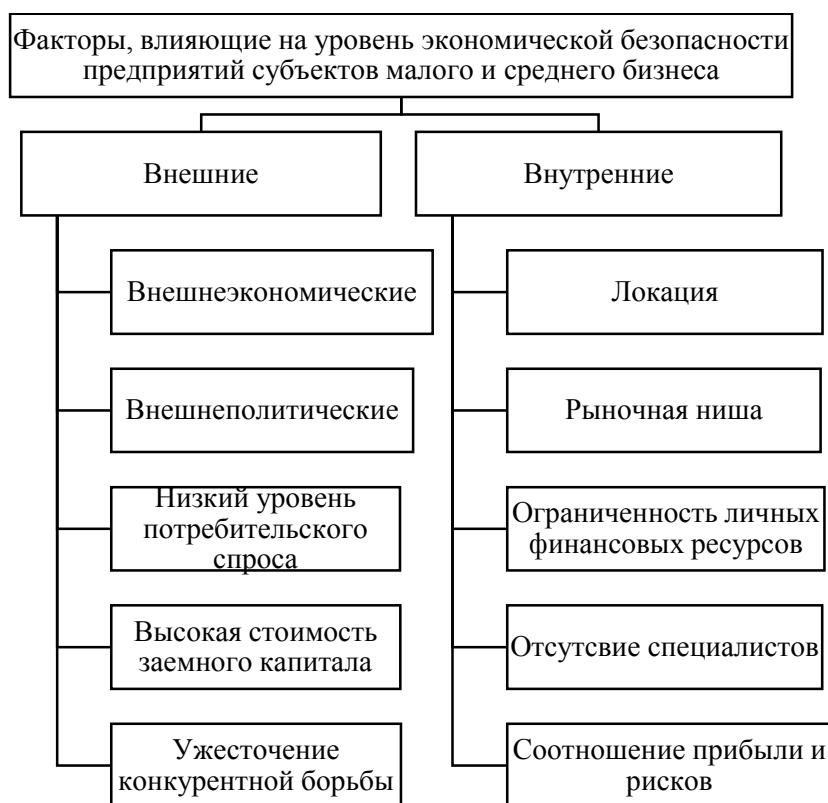 Факторы, влияющие на уровень экономической безопасности
предприятий субъектов малого и среднего бизнеса
Внешние
Внешнеэкономические
Внешнеполитические
Низкий уровень
потребительского
спроса
Высокая стоимость
заемного капитала
Ужесточение
конкурентной борьбы
Внутренние
Локация
Рыночная ниша
Ограниченность личных
финансовых ресурсов
Отсутсвие специалистов
Соотношение прибыли и
рисков